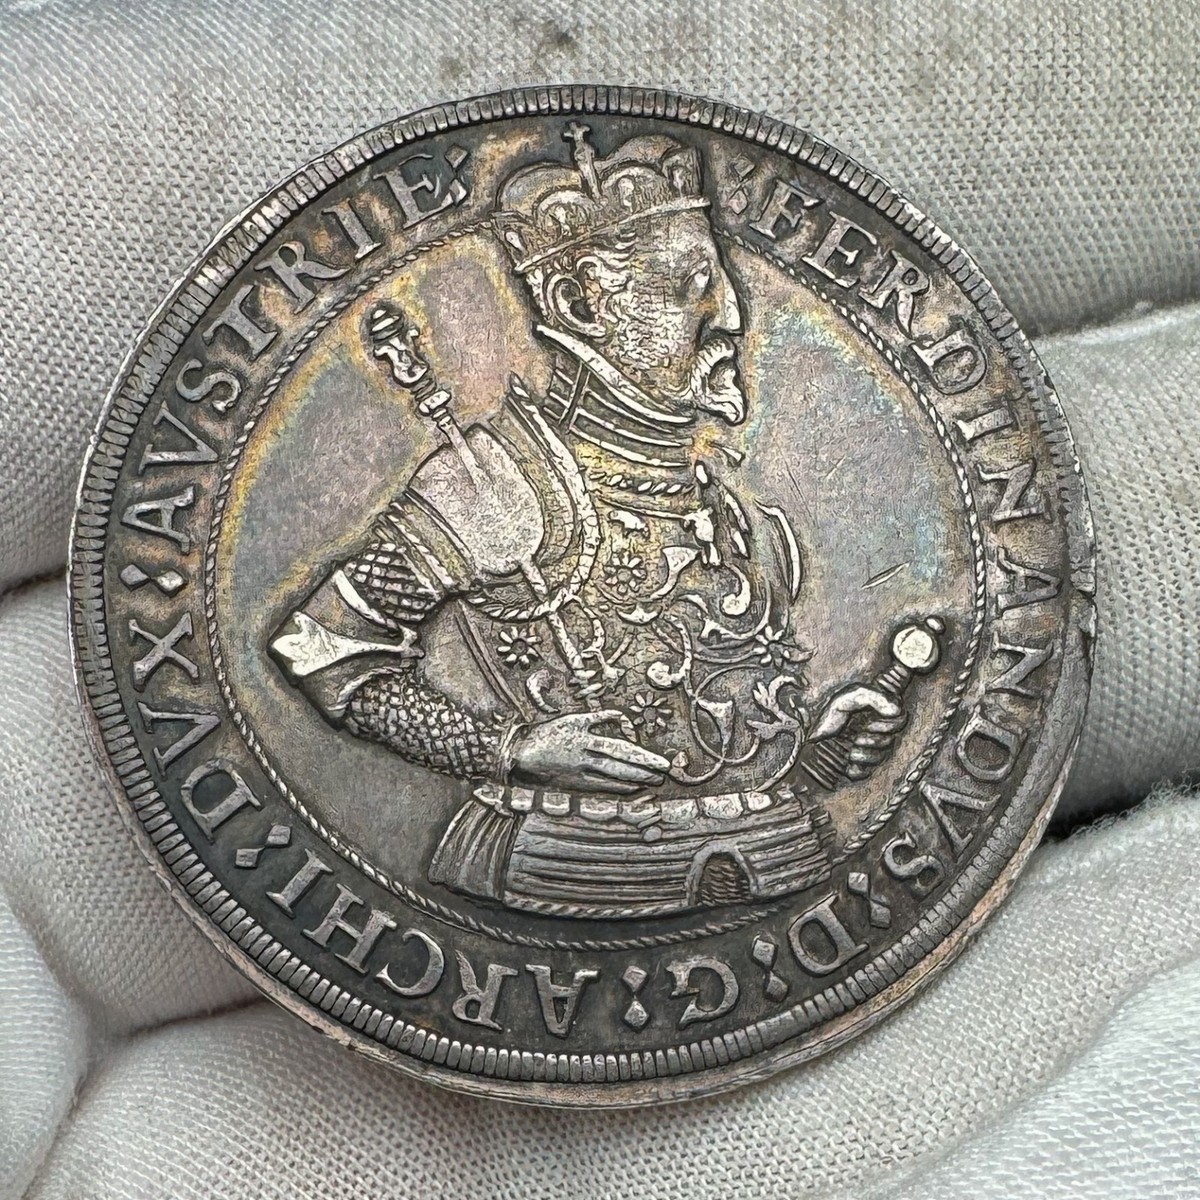 FERDINANDVS : D : G : ARCHI : DVX : AVSTRIE :